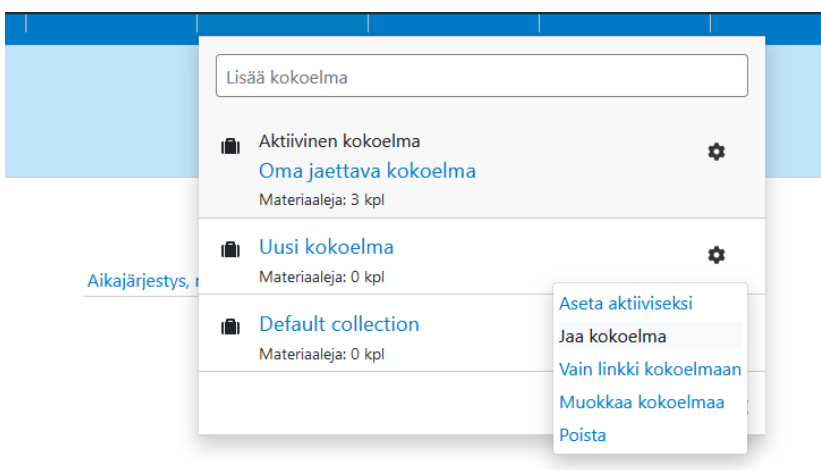 Lisää kokoelma
Aktiivinen kokoelma
Oma jaettava kokoelma
Materiaaleja: 3 kpl
Uusi kokoelma
Materiaaleja: 0 kpl
Aikajärjestys,
Default collection
Materiaaleja: 0 kpl
Aseta aktiiviseksi
Jaa kokoelma
Vain linkki kokoelmaan
Muokkaa kokoelmaa
Poista